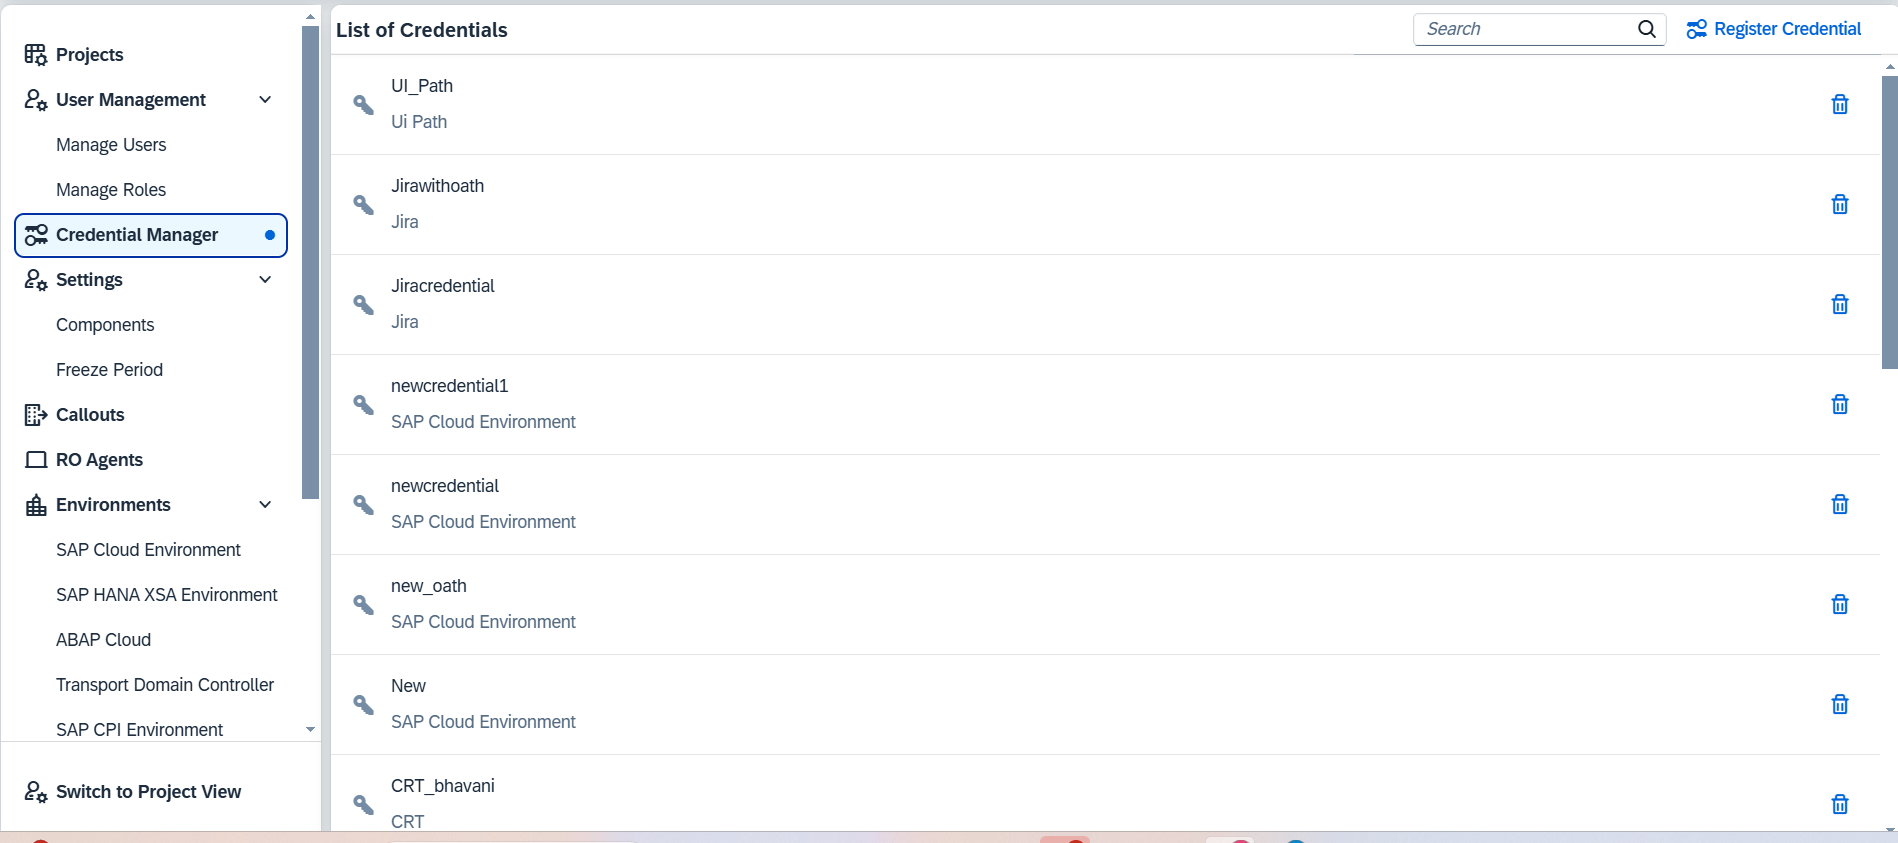 Projects
User Management
Manage Users
Manage Roles
Credential Manager
Settings
Components
Freeze Period
Callouts
RO Agents
Environments
SAP Cloud Environment
SAP HANA XSA Environment
ABAP Cloud
Transport Domain Controller
SAP CPI Environment
Switch to Project View
List of Credentials
Search
Register Credential
UI_Path
Ui Path
Jirawithoath
Jira
Jiracredential
Jira
newcredential1
SAP Cloud Environment
newcredential
SAP Cloud Environment
new_oath
SAP Cloud Environment
New
SAP Cloud Environment
CRT_bhavani
CRT